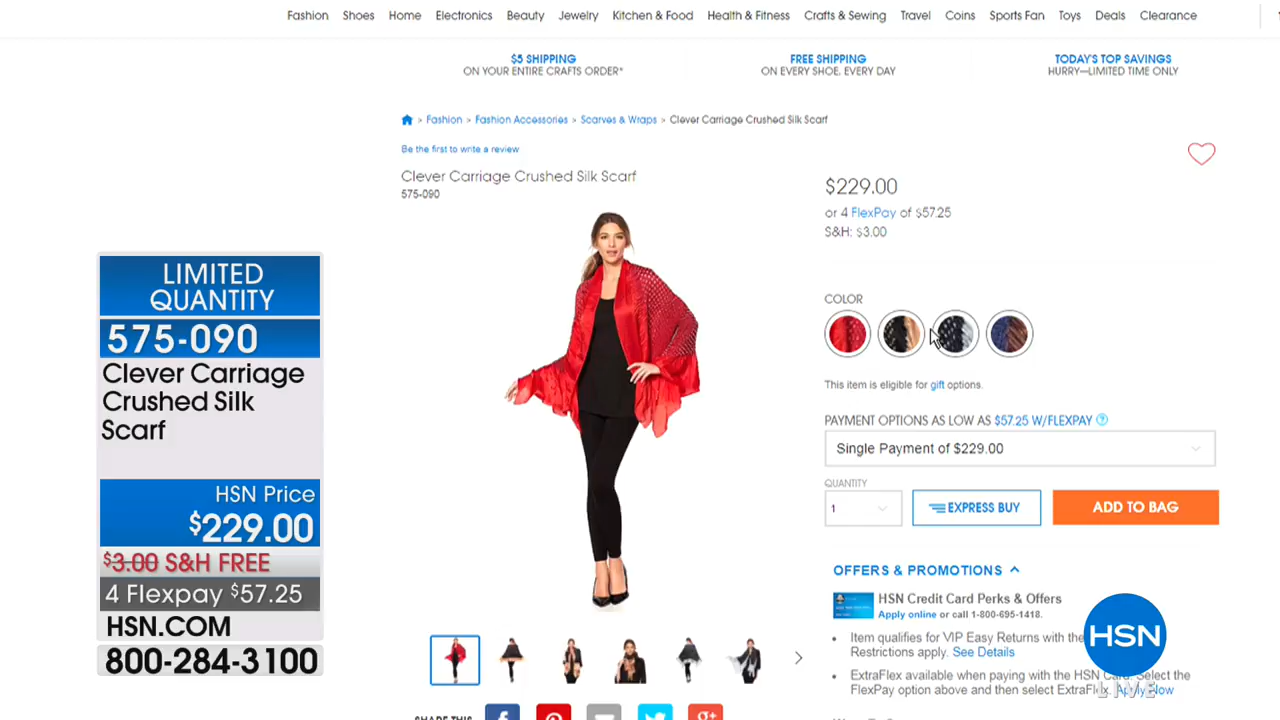 Fashion Shoes Home Electronics Beauty Jewelry Kitchen & Food Health & Fitness Crafts & Sewing Travel Coins Sports Fan Toys Deals Clearance
$5 SHIPPING
ON YOUR ENTIRE CRAFTS ORDER*
FREE SHIPPING
ON EVERY SHOE, EVERY DAY
TODAY'S TOP SAVINGS
HURRY—LIMITED TIME ONLY
> Fashion > Fashion Accessories > Scarves & Wraps > Clever Carriage Crushed Silk Scarf
Be the first to write a review
Clever Carriage Crushed Silk Scarf
575-090
$229.00
or 4 FlexPay of $57.25
S&H: $3.00
COLOR
This item is eligible for gift options.
PAYMENT OPTIONS AS LOW AS $57.25 W/FLEXPAY ?
Single Payment of $229.00
QUANTITY
1
EXPRESS BUY
ADD TO BAG
OFFERS & PROMOTIONS
HSN Credit Card Perks & Offers
Apply online or call 1-800-695-1418.
• Item qualifies for VIP Easy Returns with the
Restrictions apply. See Details
• ExtraFlex available when paying with the HSN Card. Select the
FlexPay option above and then select ExtraFlex. Apply Now
SHARE THIS
LIMITED
QUANTITY
575-090
Clever Carriage
Crushed Silk
Scarf
HSN Price
$229.00
$3.00 S&H FREE
4 Flexpay $57.25
HSN.COM
800-284-3100
HSN
LIVE